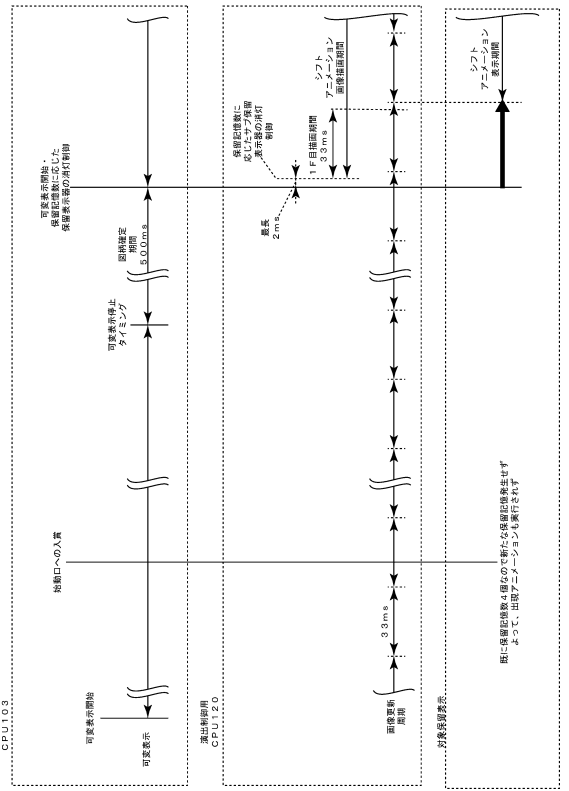 ＣＰＵ１０３
可変表示開始
可変表示
始動口への入賞
可変表示停止
タイミング
図柄確定
期間
５００ｍｓ
可変表示開始・
保留記憶数に応じた
保留表示器の消灯制御
演出制御用
ＣＰＵ１２０
画像更新
周期
３３ｍｓ
最長
２ｍｓ
保留記憶数に
応じたサブ保留
表示器の消灯
制御
１Ｆ目描画期間
３３ｍｓ
シフト
アニメーション
画像描画期間
対象保留表示
既に保留記憶数４個なので新たな保留記憶発生せず
よって、出現アニメーションも実行されず
シフト
アニメーション
表示期間